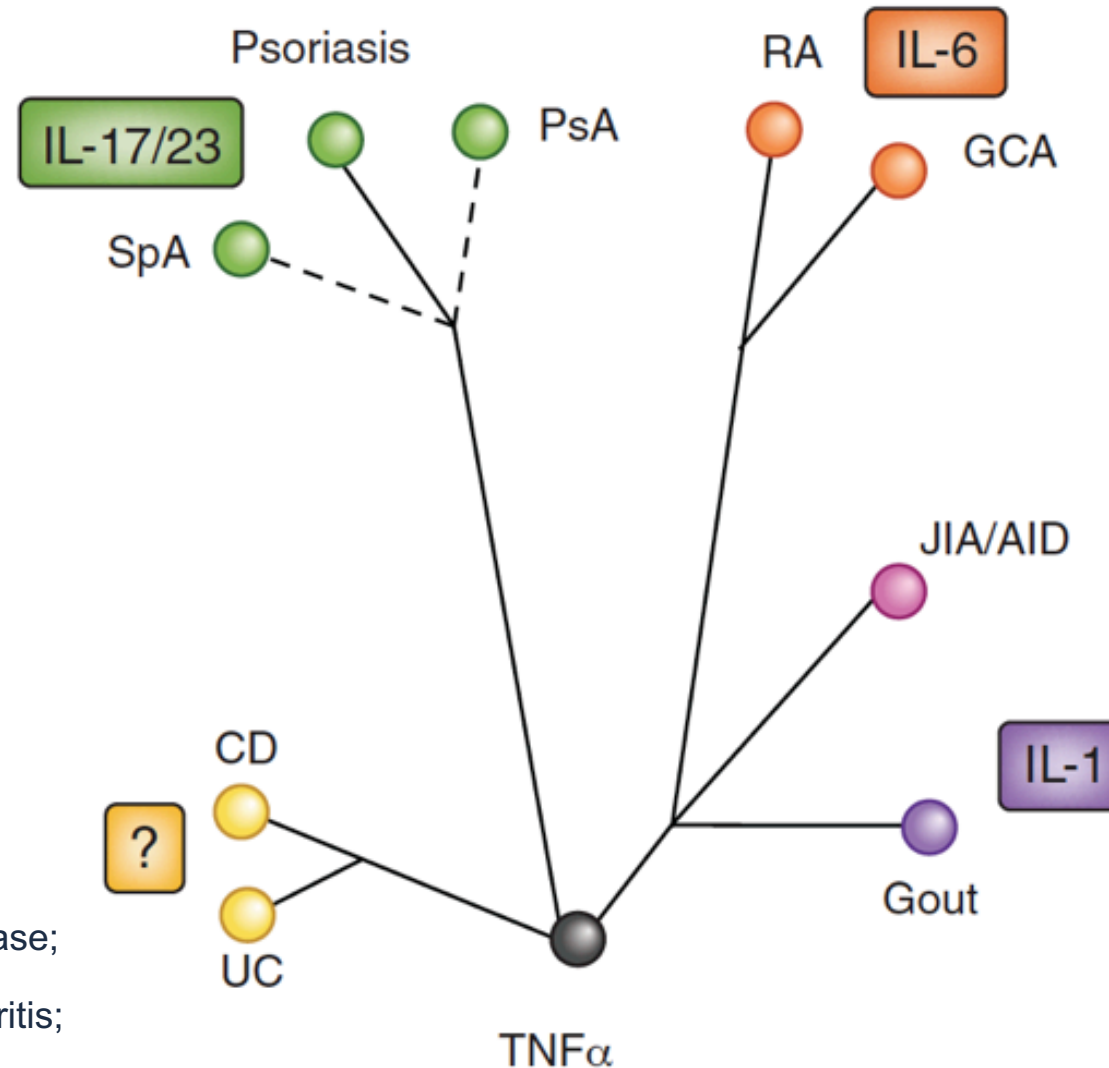 Psoriasis
RA
IL-6
PsA
IL-17/23
GCA
SpA
JIA/AID
CD
IL-1
?
Gout
ase;
UC
ritis;
TNFα